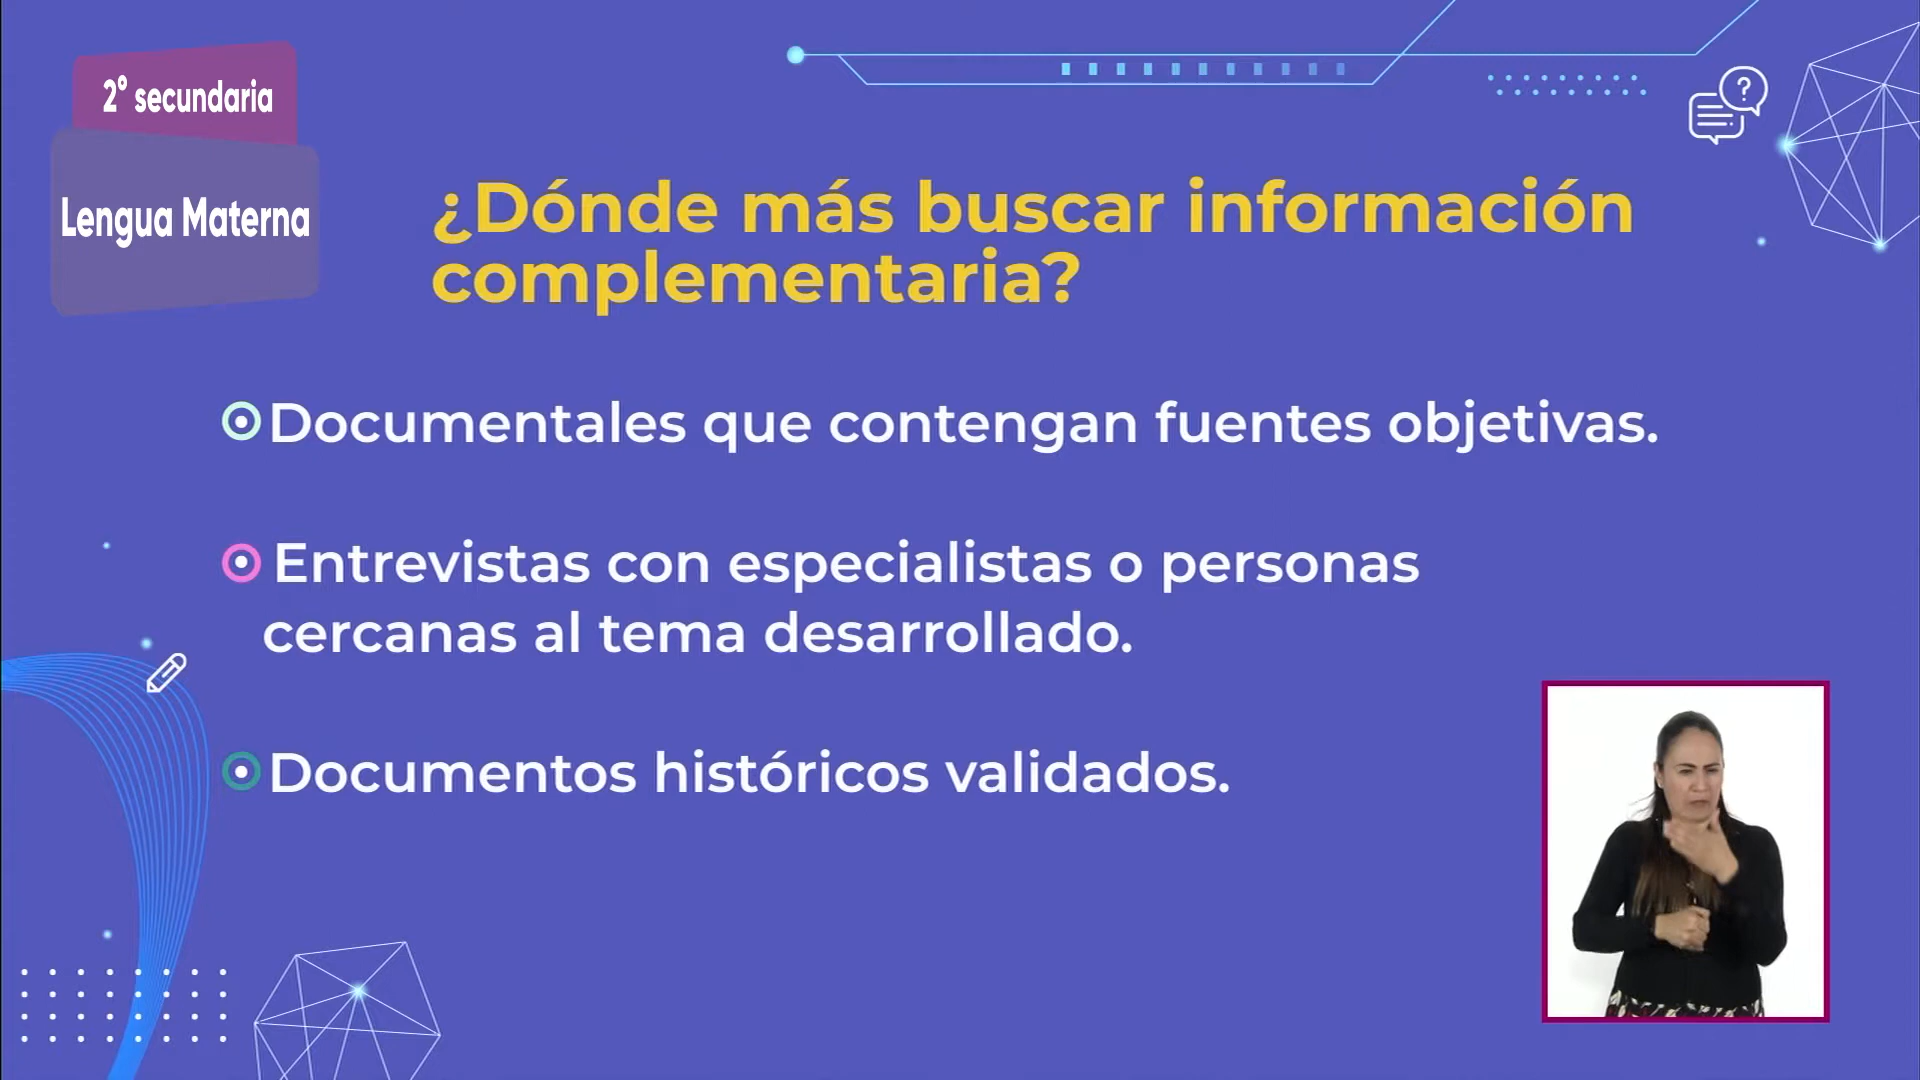 2° secundaria
Lengua Materna
¿Dónde más buscar información
complementaria?
Documentales que contengan fuentes objetivas.
Entrevistas con especialistas o personas
cercanas al tema desarrollado.
Documentos históricos validados.